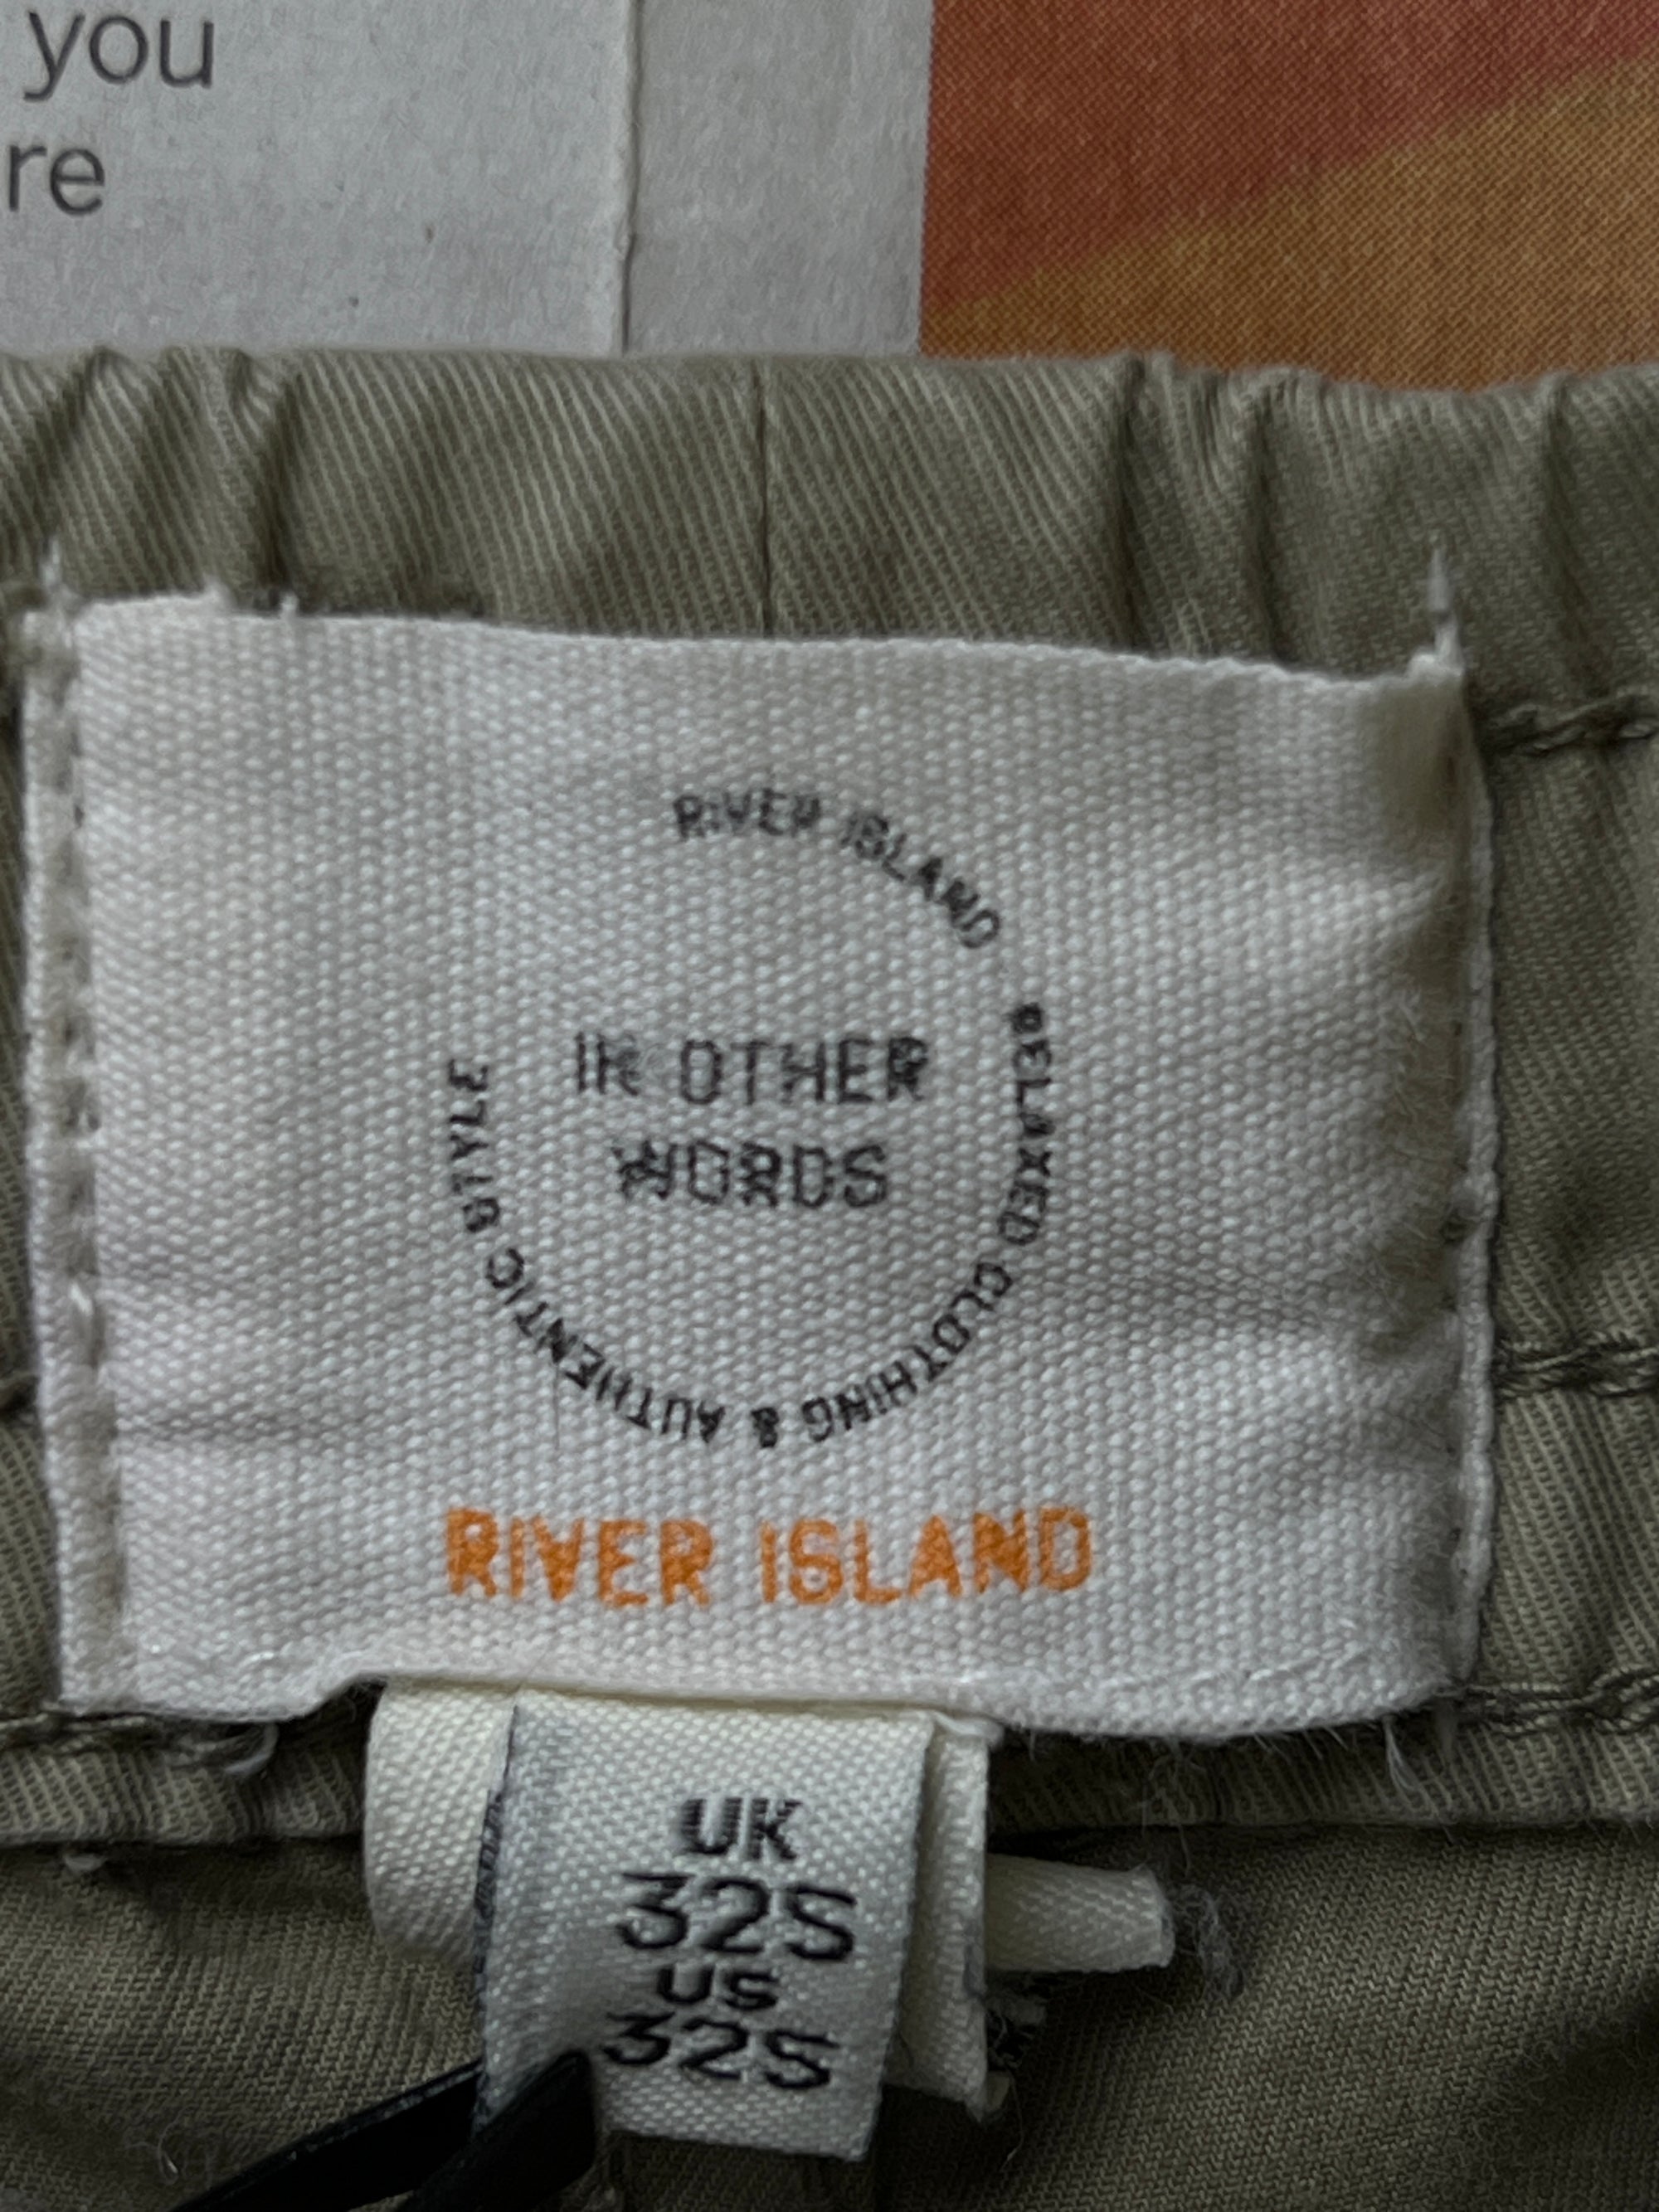 you
re
RIVER ISLAND RELAXED CLOTHING & AUTHENTIC STYLE
IN OTHER
WORDS
RIVER ISLAND
UK
32S
US
32S